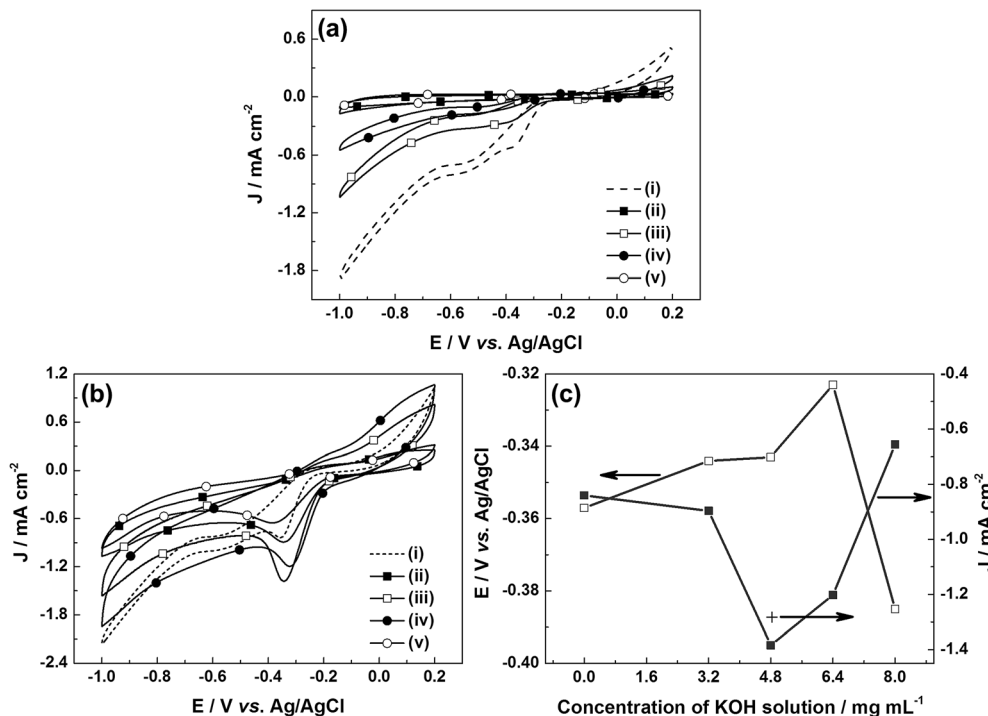 (a)
0.6
0.0
-0.6
-1.2
-1.8
J / mA cm⁻²
(i)
(ii)
(iii)
(iv)
(v)
-1.0 -0.8 -0.6 -0.4 -0.2 0.0 0.2
E / V vs. Ag/AgCl
(b)
1.2
0.6
0.0
-0.6
-1.2
-1.8
-2.4
J / mA cm⁻²
(i)
(ii)
(iii)
(iv)
(v)
-1.0 -0.8 -0.6 -0.4 -0.2 0.0 0.2
E / V vs. Ag/AgCl
(c)
-0.32
-0.34
-0.36
-0.38
-0.40
E / V vs. Ag/AgCl
-0.4
-0.6
-0.8
-1.0
-1.2
-1.4
J / mA cm⁻²
0.0 1.6 3.2 4.8 6.4 8.0
Concentration of KOH solution / mg mL⁻¹